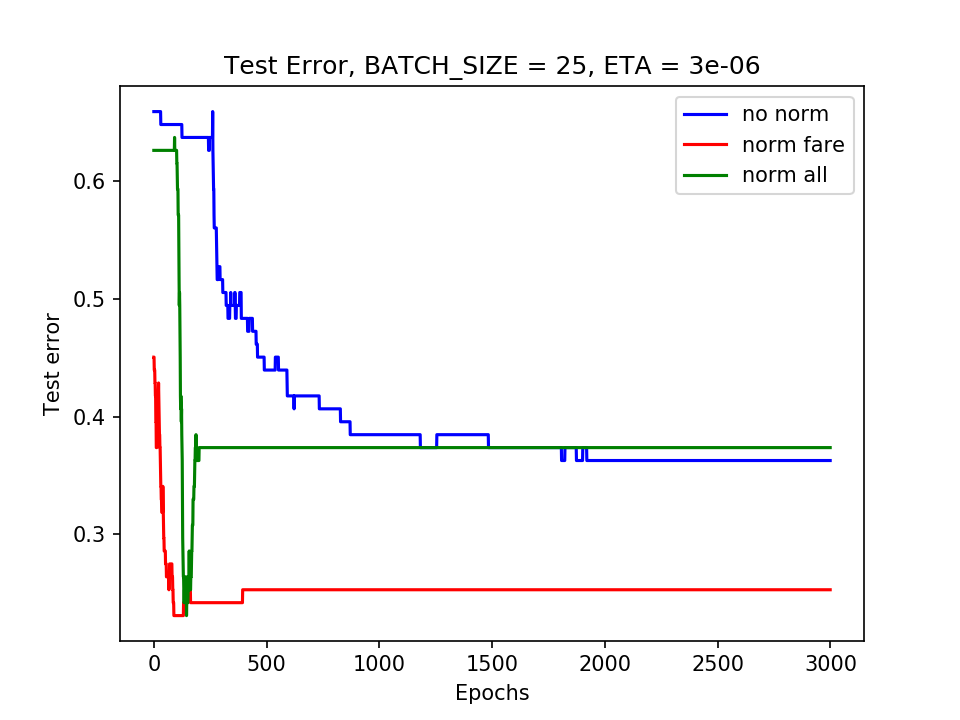 Test Error, BATCH_SIZE = 25, ETA = 3e-06
no norm
norm fare
norm all
Test error
0.6
0.5
0.4
0.3
0 500 1000 1500 2000 2500 3000
Epochs